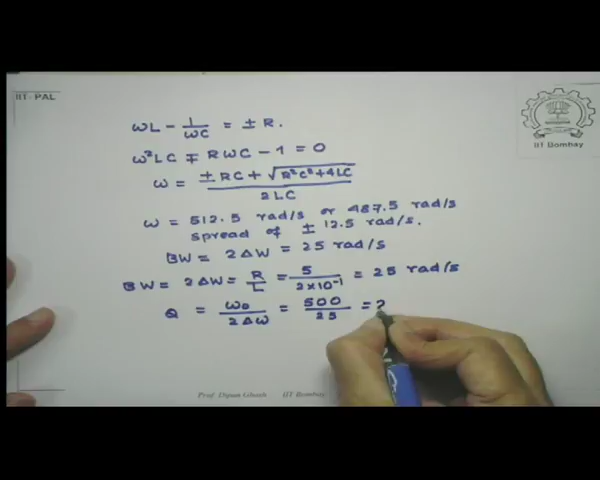 IIT- PAL
IIT Bombay
ωL - 1/ωC = ± R.
ω²LC ∓ RωC - 1 = 0
ω = (± RC + √(R²C² + 4LC)) / 2LC
ω = 512.5 rad/s or 487.5 rad/s
spread of ± 12.5 rad/s.
BW = 2Δω = 25 rad/s
BW = 2Δω = R/L = 5/(2×10⁻¹) = 25 rad/s
Q = ω₀/2Δω = 500/25 = 2
Prof. Dipan Ghosh IIT Bombay